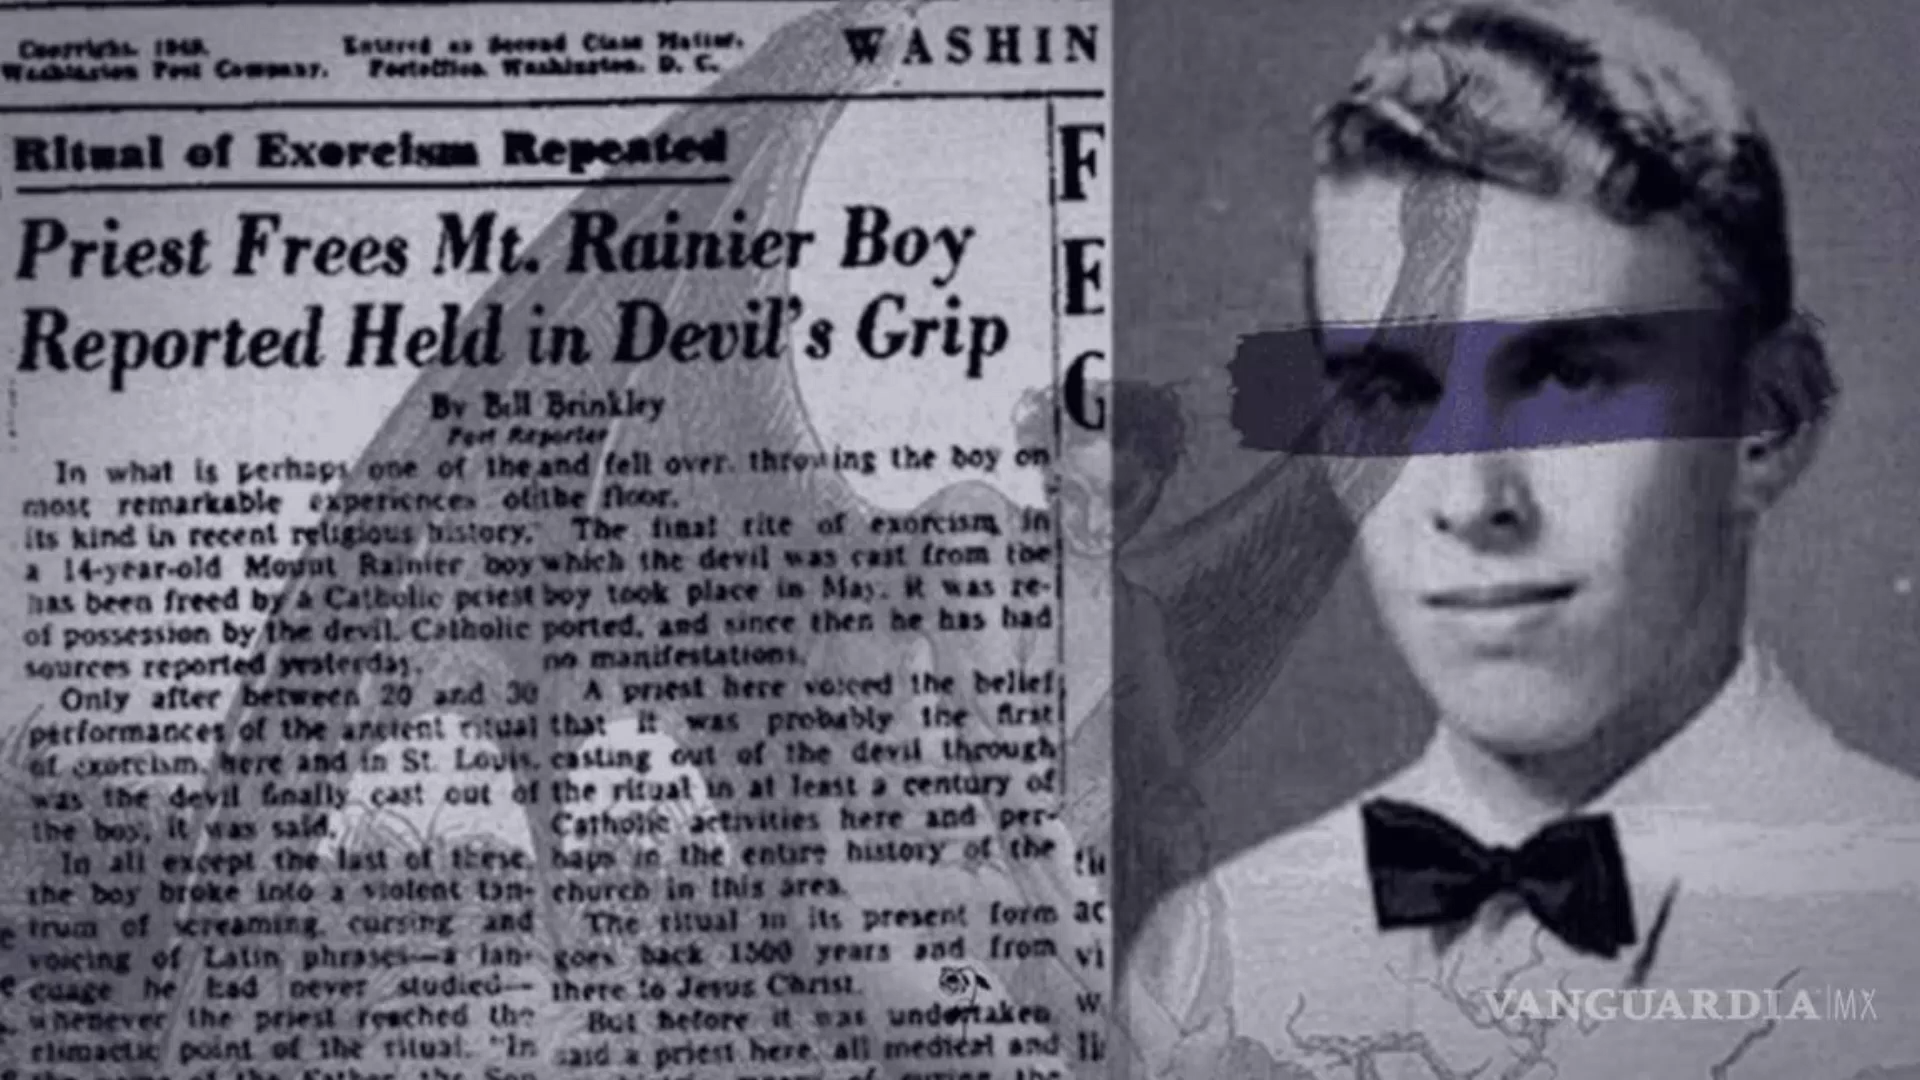 Copyright, 1949,
Washington Post Company.
Entered as Second Class Matter,
Postoffice, Washington, D. C.
WASHIN
Ritual of Exorcism Repeated
Priest Frees Mt. Rainier Boy
Reported Held in Devil's Grip
By Bill Brinkley
Post Reporter
In what is perhaps one of the
most remarkable experiences of
its kind in recent religious history,
a 14-year-old Mount Rainier boy
has been freed by a Catholic priest
of possession by the devil, Catholic
sources reported yesterday.
Only after between 20 and 30
performances of the ancient ritual
of exorcism, here and in St. Louis,
was the devil finally cast out of
the boy, it was said.
In all except the last of these,
the boy broke into a violent tan-
trum of screaming, cursing and
voicing of Latin phrases—a lan-
guage he had never studied—
whenever the priest reached the
climactic point of the ritual, "In
the name of the Father, the Son
and fell over, throwing the boy on
the floor.
The final rite of exorcism in
which the devil was cast from the
boy took place in May, it was re-
ported, and since then he has had
no manifestations.
A priest here voiced the belief
that it was probably the first
casting out of the devil through
the ritual in at least a century of
Catholic activities here and per-
haps in the entire history of the
church in this area.
The ritual in its present form
goes back 1500 years and from
there to Jesus Christ.
But before it was undertaken
said a priest here, all medical and
F
E
G
ac
vi
w
VANGUARDIA|MX